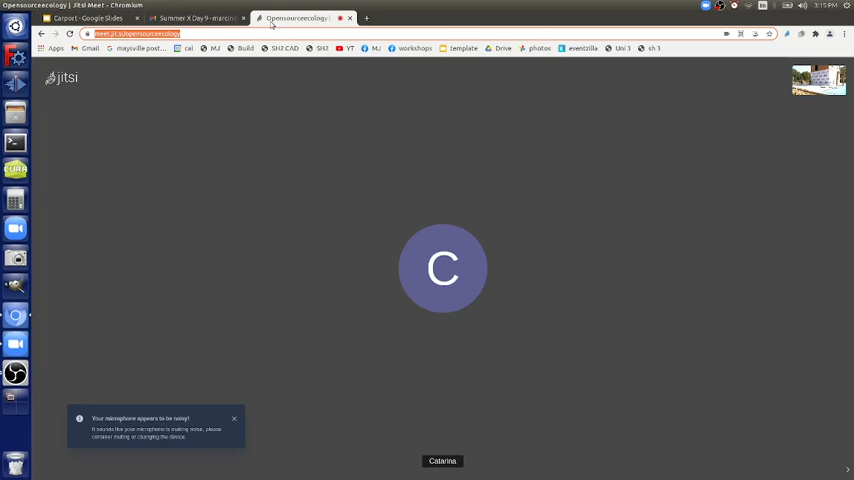 Opensourceecology | Jitsi Meet - Chromium
En
3:15 PM
Carport - Google Slides
Summer X Day 9 - marcin
Opensourceecology |
meet.jit.si/opensourceecology
Apps
Gmail
maysville post...
cal
MJ
Build
SH2 CAD
SH2
YT
MJ
workshops
template
Drive
photos
eventzilla
Uni 3
sh 3
jitsi
CURA
C
Your microphone appears to be noisy!
It sounds like your microphone is making noise, please
consider muting or changing the device.
Catarina